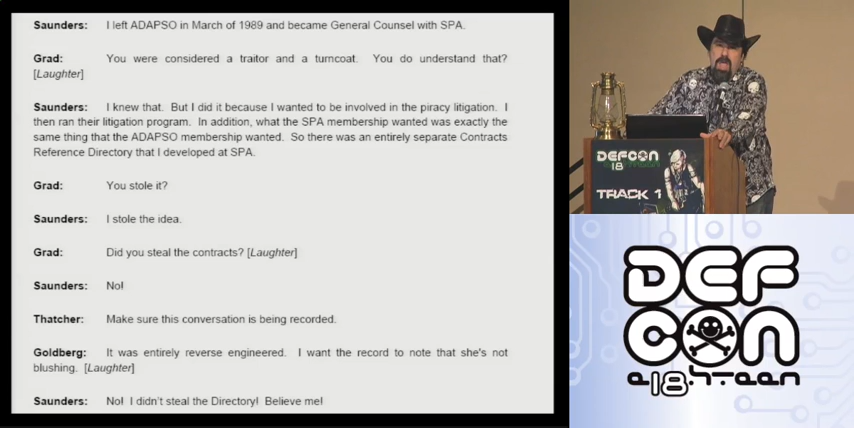 Saunders: I left ADAPSO in March of 1989 and became General Counsel with SPA.
Grad: You were considered a traitor and a turncoat. You do understand that?
[Laughter]
Saunders: I knew that. But I did it because I wanted to be involved in the piracy litigation. I
then ran their litigation program. In addition, what the SPA membership wanted was exactly the
same thing that the ADAPSO membership wanted. So there was an entirely separate Contracts
Reference Directory that I developed at SPA.
Grad: You stole it?
Saunders: I stole the idea.
Grad: Did you steal the contracts? [Laughter]
Saunders: No!
Thatcher: Make sure this conversation is being recorded.
Goldberg: It was entirely reverse engineered. I want the record to note that she's not
blushing. [Laughter]
Saunders: No! I didn't steal the Directory! Believe me!
DEFCON
18
TRACK 1
DEF
CON
e.18.h.teen